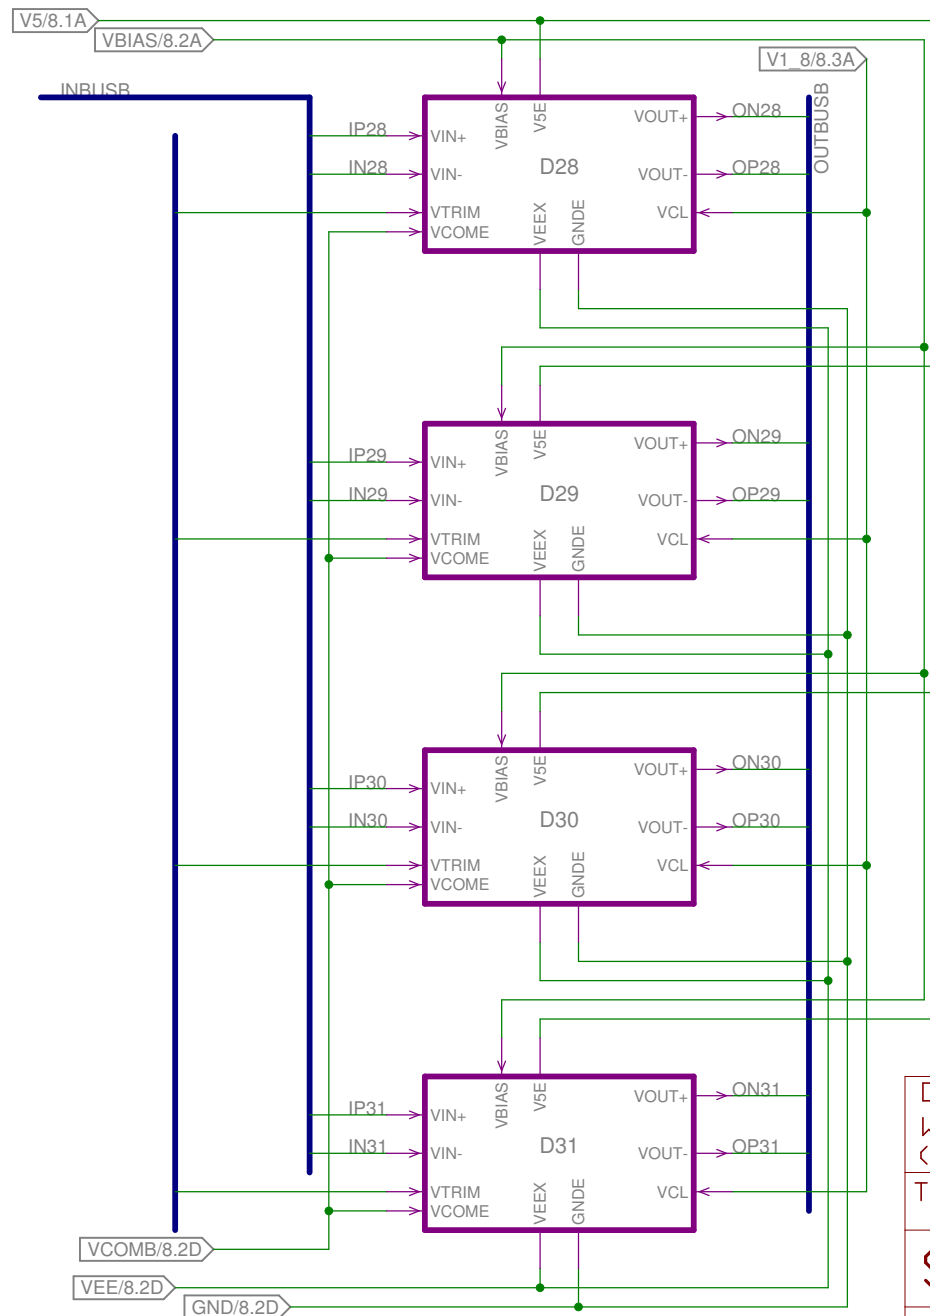 V5/8.1A
VBIAS/8.2A
V1_8/8.3A
INBUSB
OUTBUSB
VBIAS
V5E
IP28
VIN+
VOUT+
ON28
IN28
VIN-
D28
VOUT-
OP28
VTRIM
VCOME
VEEX
GNDE
VCL
VBIAS
V5E
IP29
VIN+
VOUT+
ON29
IN29
VIN-
D29
VOUT-
OP29
VTRIM
VCOME
VEEX
GNDE
VCL
VBIAS
V5E
IP30
VIN+
VOUT+
ON30
IN30
VIN-
D30
VOUT-
OP30
VTRIM
VCOME
VEEX
GNDE
VCL
VBIAS
V5E
IP31
VIN+
VOUT+
ON31
IN31
VIN-
D31
VOUT-
OP31
VTRIM
VCOME
VEEX
GNDE
VCL
VCOMB/8.2D
VEE/8.2D
GND/8.2D
T